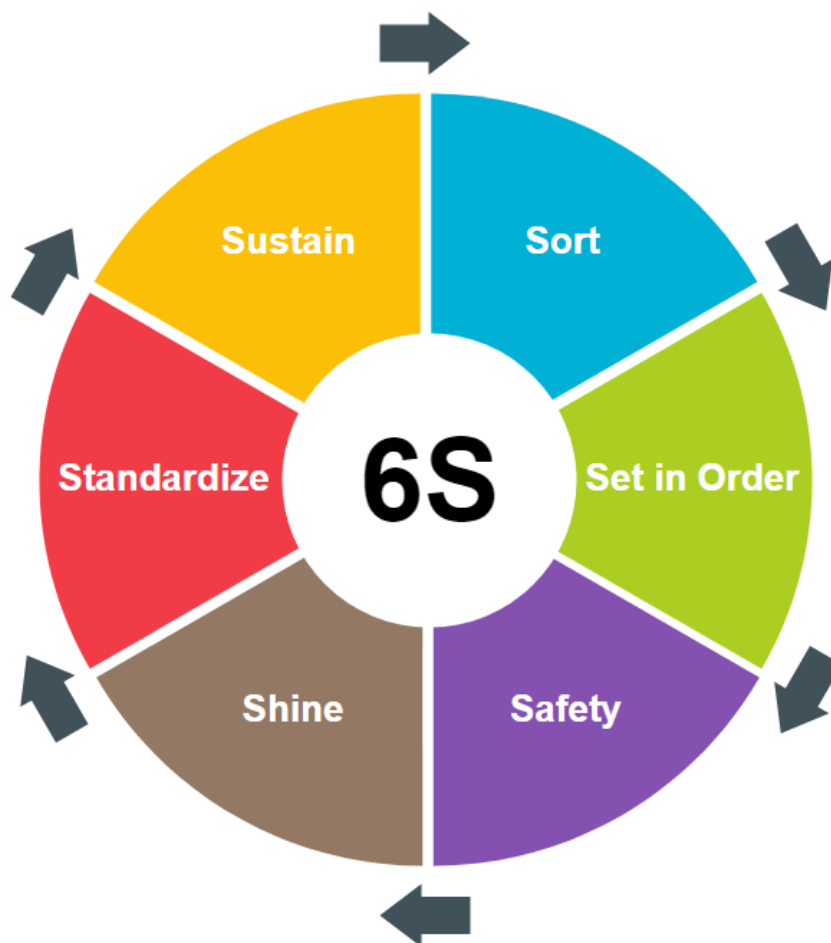 Sustain
Sort
Standardize
6S
Set in Order
Shine
Safety